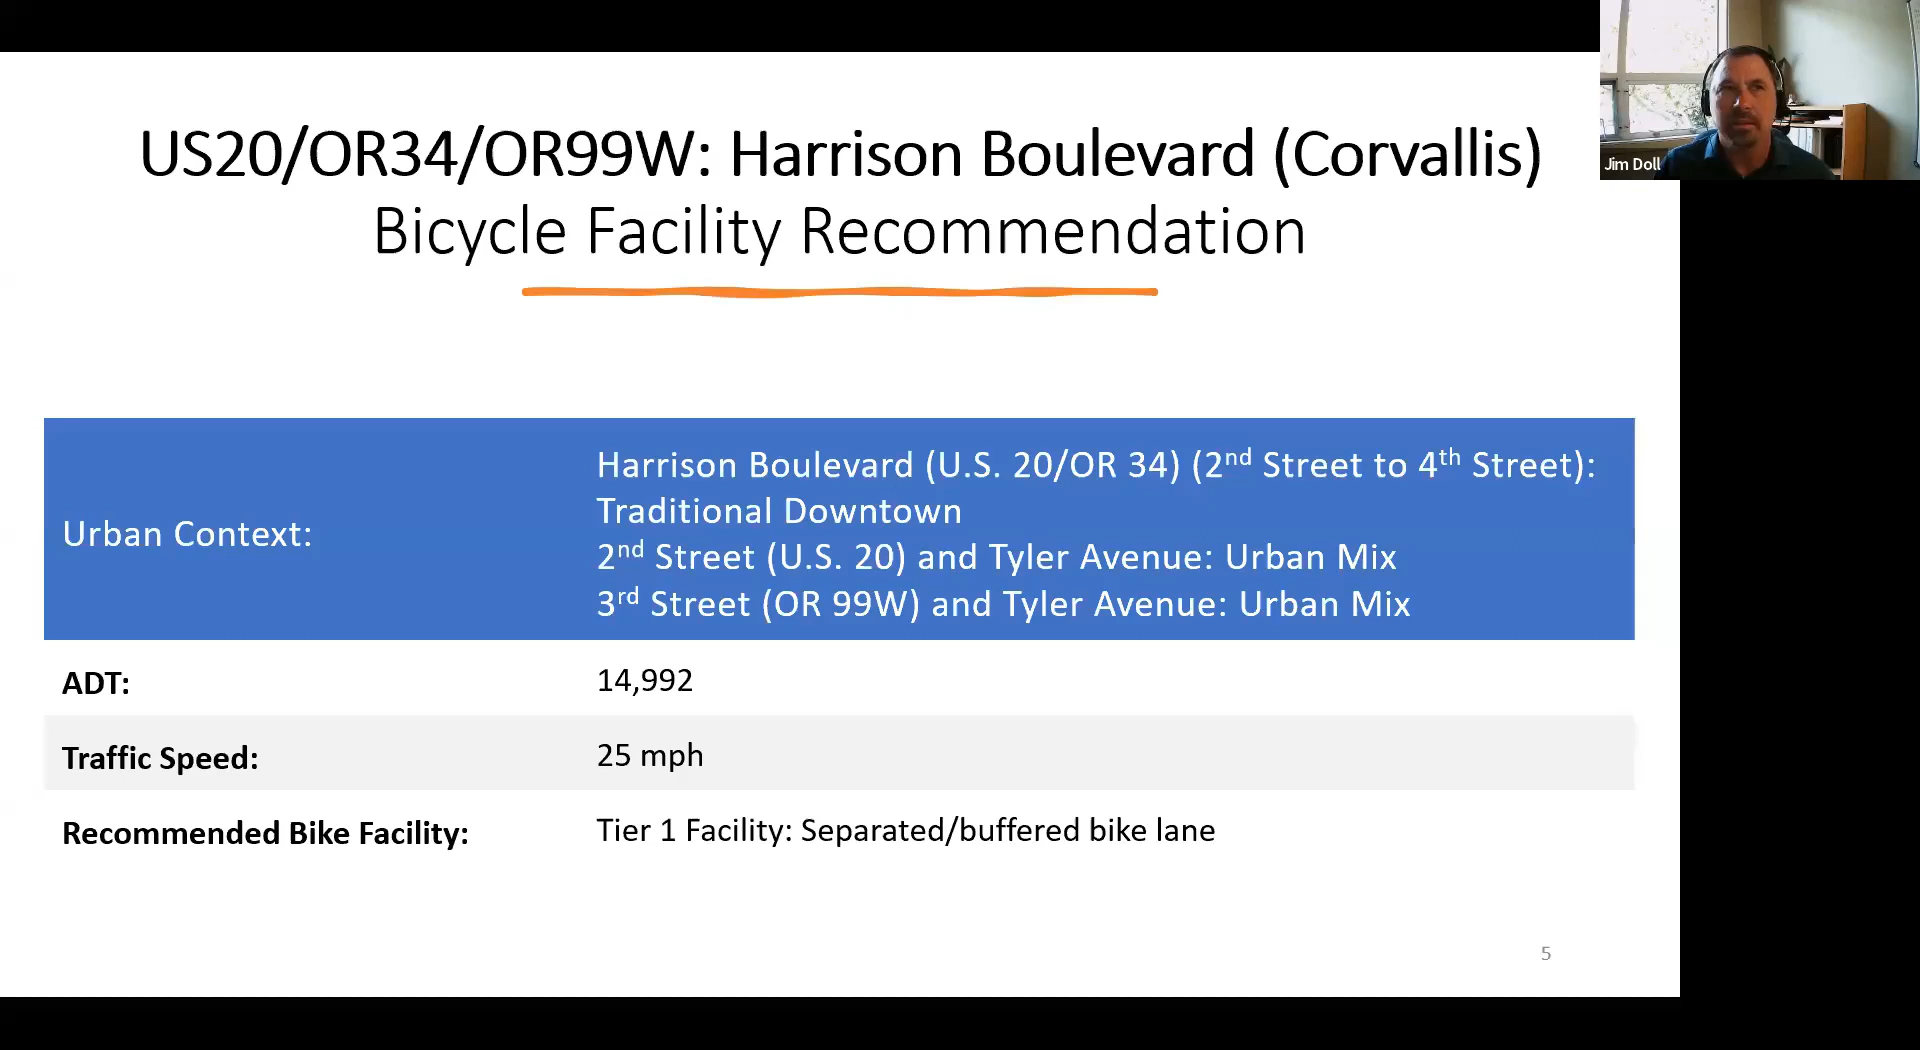 US20/OR34/OR99W: Harrison Boulevard (Corvallis)
Bicycle Facility Recommendation
Jim Doll
Urban Context:
Harrison Boulevard (U.S. 20/OR 34) (2nd Street to 4th Street):
Traditional Downtown
2nd Street (U.S. 20) and Tyler Avenue: Urban Mix
3rd Street (OR 99W) and Tyler Avenue: Urban Mix
ADT:
14,992
Traffic Speed:
25 mph
Recommended Bike Facility:
Tier 1 Facility: Separated/buffered bike lane
5